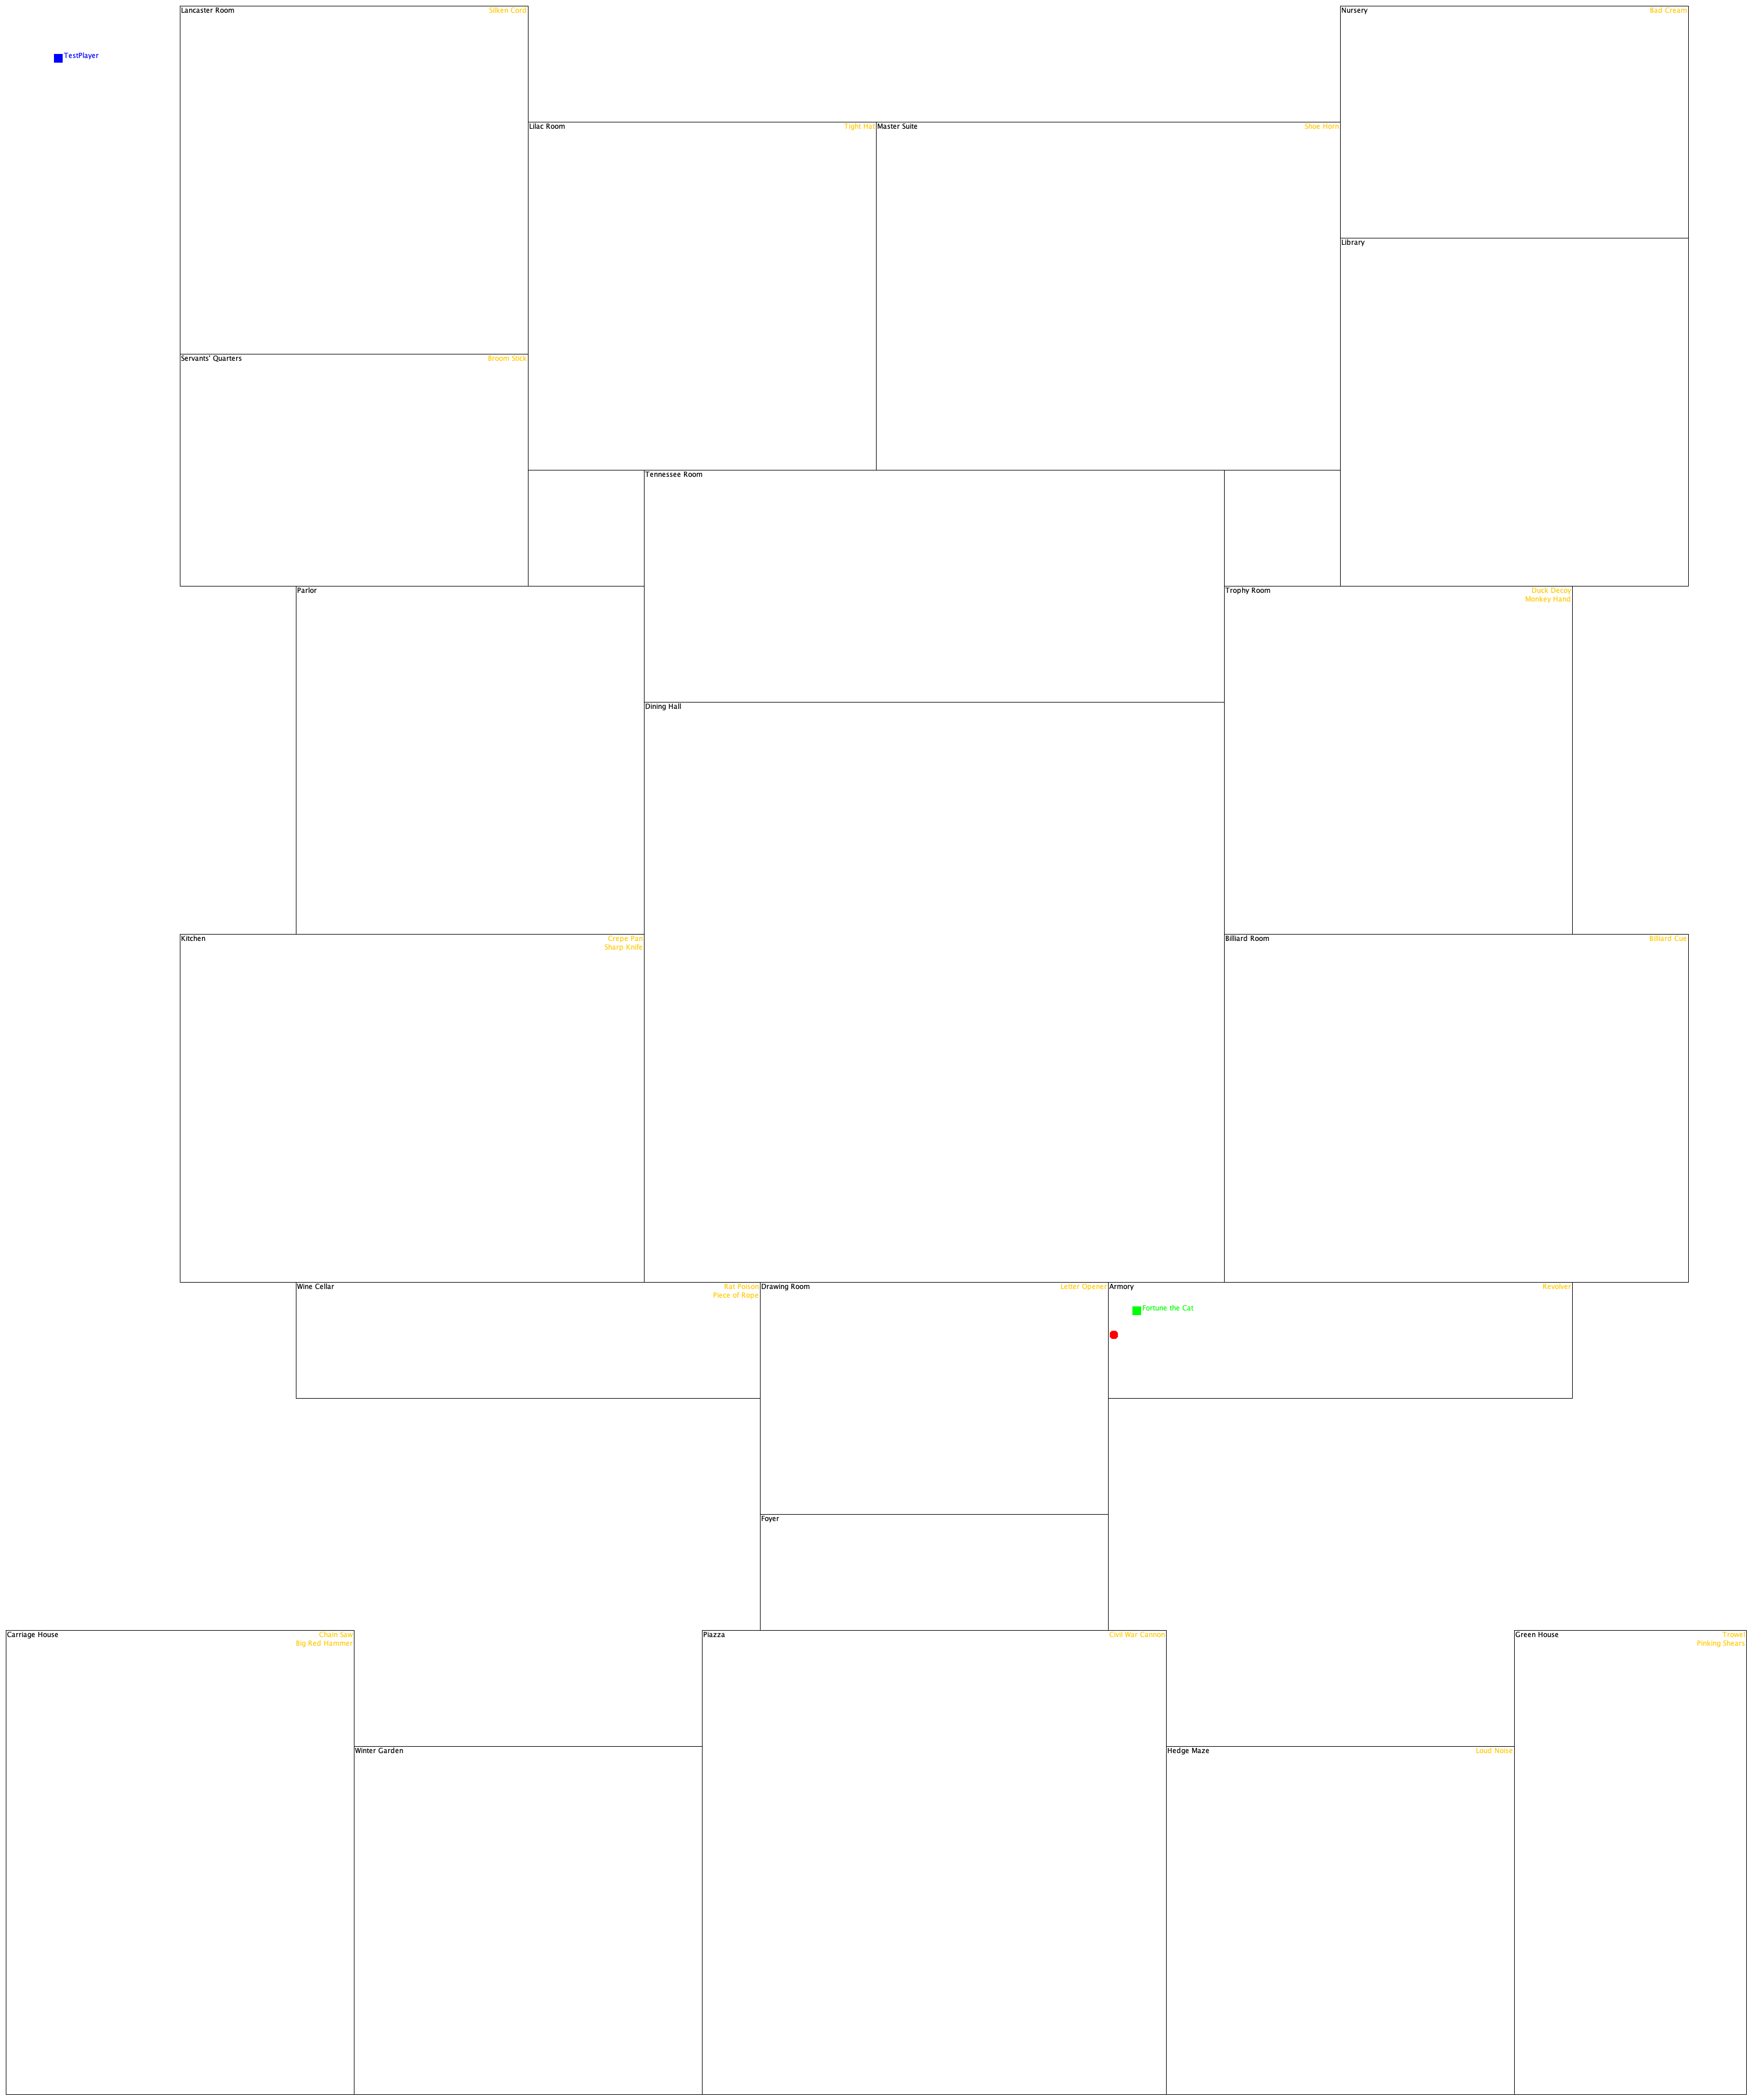 Lancaster Room
Silken Cord
Nursery
Bad Cream
TestPlayer
Lilac Room
Tight Hat
Master Suite
Shoe Horn
Library
Servants' Quarters
Broom Stick
Tennessee Room
Parlor
Trophy Room
Duck Decoy
Monkey Hand
Dining Hall
Kitchen
Crepe Pan
Sharp Knife
Billiard Room
Billiard Cue
Wine Cellar
Rat Poison
Piece of Rope
Drawing Room
Letter Opener
Armory
Revolver
Fortune the Cat
Foyer
Carriage House
Chain Saw
Big Red Hammer
Piazza
Civil War Cannon
Green House
Trowel
Pinking Shears
Winter Garden
Hedge Maze
Loud Noise